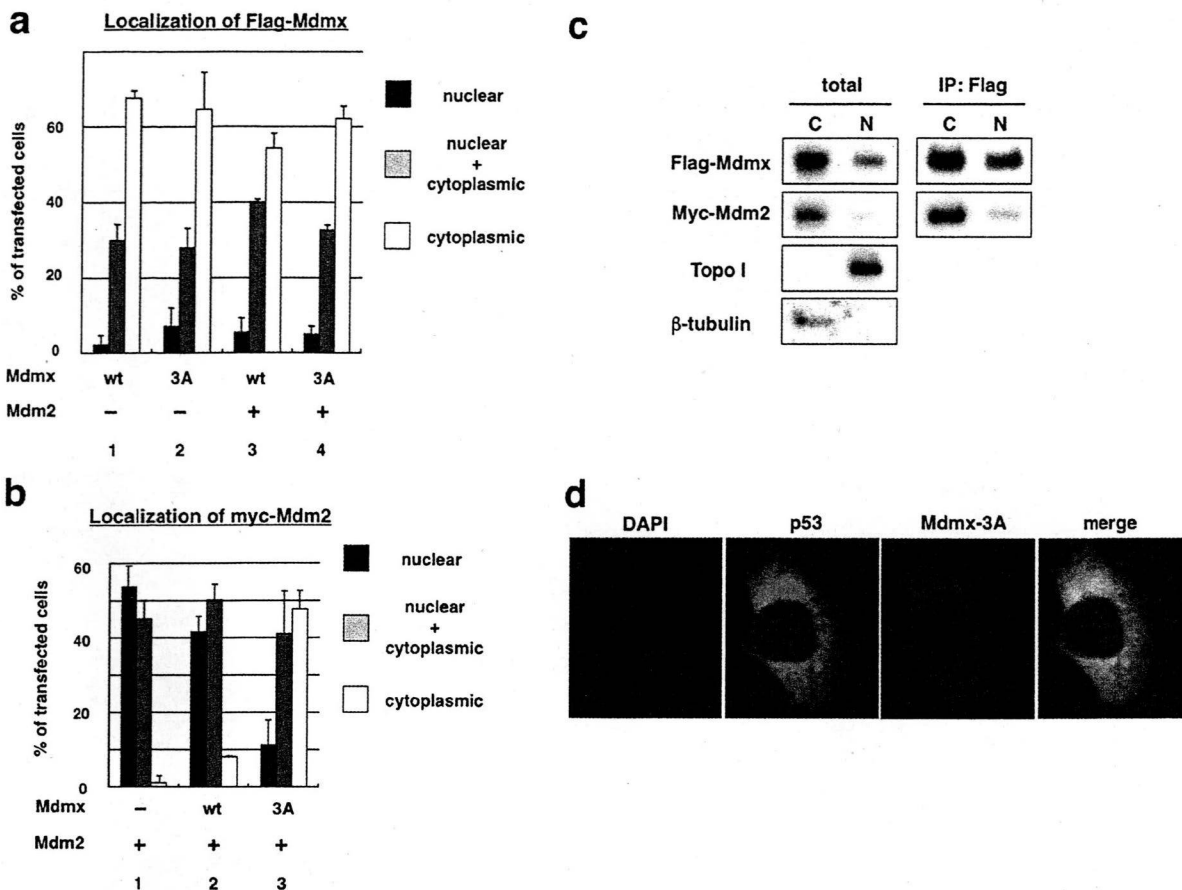 a
Localization of Flag-Mdmx
% of transfected cells
60
40
20
0
nuclear
nuclear
+
cytoplasmic
cytoplasmic
Mdmx wt 3A wt 3A
Mdm2 – – + +
1 2 3 4
b
Localization of myc-Mdm2
% of transfected cells
60
40
20
0
nuclear
nuclear
+
cytoplasmic
cytoplasmic
Mdmx – wt 3A
Mdm2 + + +
1 2 3
c
total IP: Flag
C N C N
Flag-Mdmx
Myc-Mdm2
Topo I
β-tubulin
d
DAPI p53 Mdmx-3A merge